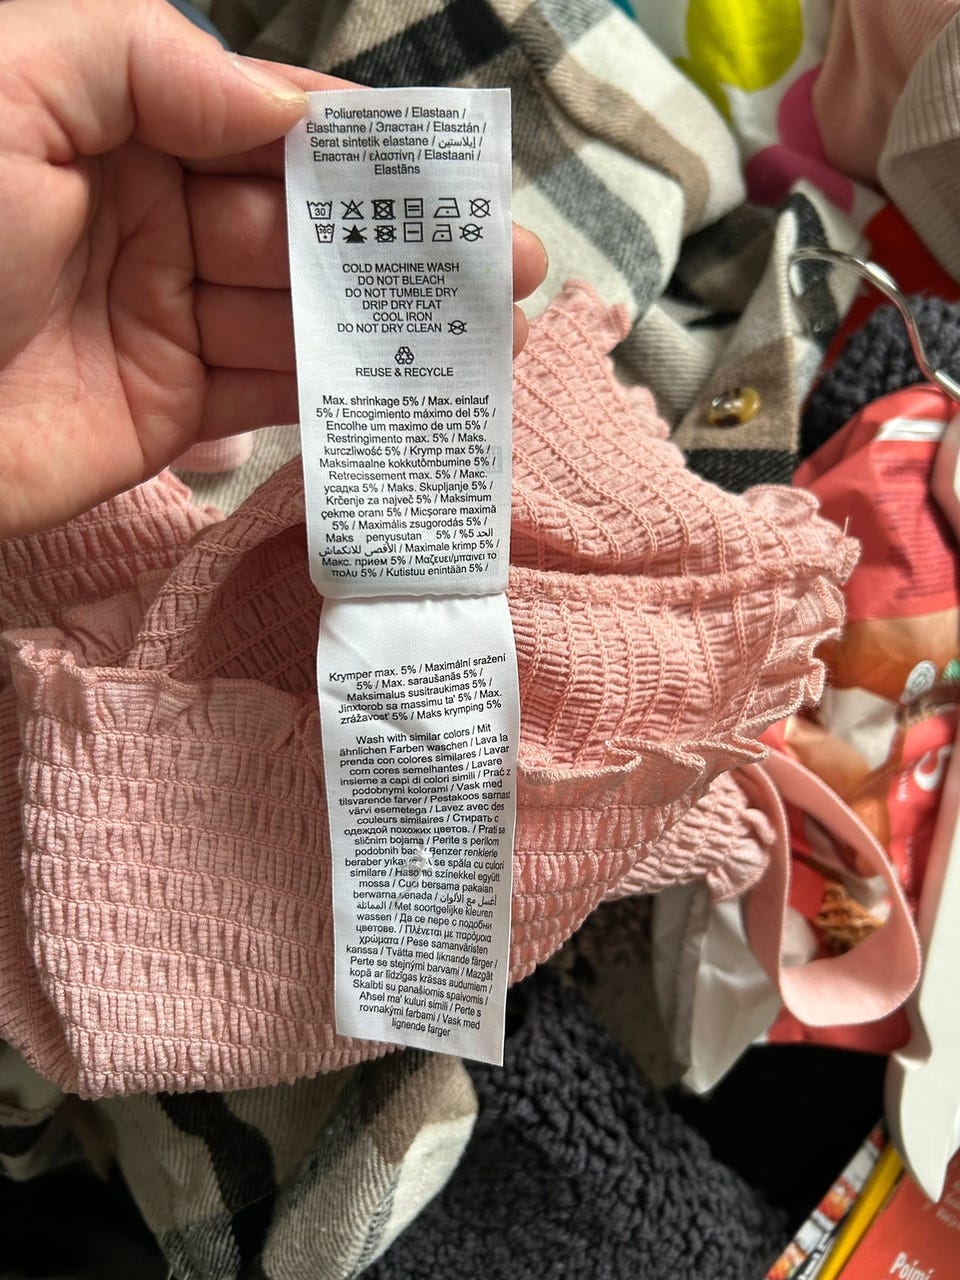 Poliuretanowe / Elastaan /
Élasthanne / Эластан / Elasztán /
Serat sintetik elastane / إيلاستين /
Еластан / ελαστίνη / Elastaani /
Elastāns
30
30C
COLD MACHINE WASH
DO NOT BLEACH
DO NOT TUMBLE DRY
DRIP DRY FLAT
COOL IRON
DO NOT DRY CLEAN
REUSE & RECYCLE
Max. shrinkage 5% / Max. einlauf
5% / Encogimiento máximo del 5% /
Encolhe um maximo de um 5% /
Restringimento max. 5% / Maks.
kurczliwość 5% / Krymp max 5% /
Maksimaalne kokkutõmbumine 5% /
Retrecissement max. 5% / Макс.
усадка 5% / Maks. Skupljanje 5% /
Krčenje za največ 5% / Maksimum
çekme oranı 5% / Micșorare maximă
5% / Maximális zsugorodás 5% /
Maks penyusutan 5% / %5 الحد
الأقصى للانكماش / Maximale krimp 5% /
Макс. прием 5% / Μαζευει/μπαινει το
πολυ 5% / Kutistuu enintään 5% /
Krymper max. 5% / Maximální sražení
5% / Max. saraušanās 5% /
Maksimalus susitraukimas 5% /
Jinxtorob sa massimu ta' 5% / Max.
zrážavosť 5% / Maks krymping 5%
Wash with similar colors / Mit
ähnlichen Farben waschen / Lava la
prenda con colores similares / Lavar
com cores semelhantes / Lavare
insieme a capi di colori simili / Prać z
podobnymi kolorami / Vask med
tilsvarende farver / Pestakoos sarnast
värvi esemetega / Lavez avec des
couleurs similaires / Стирать с
одеждой похожих цветов. / Prati sa
sličnim bojama / Perite s perilom
podobnih / Benzer renklerle
beraber se spăla cu culori
similare / színekkel együtt
mossa / Cuci bersama pakaian
berwarna senada / اغسل مع الألوان
المماثلة / Met soortgelijke kleuren
wassen / Да се пере с подобни
цветове. / Πλένεται με παρόμοια
χρώματα / Pese samanväristen
kanssa / Tvätta med liknande färger /
Perte se stejnými barvami / Mazgāt
kopā ar līdzīgas krāsas audumiem /
Skalbti su panašiomis spalvomis /
Aħsel ma' kuluri simili / Perte s
rovnakými farbami / Vask med
lignende farger